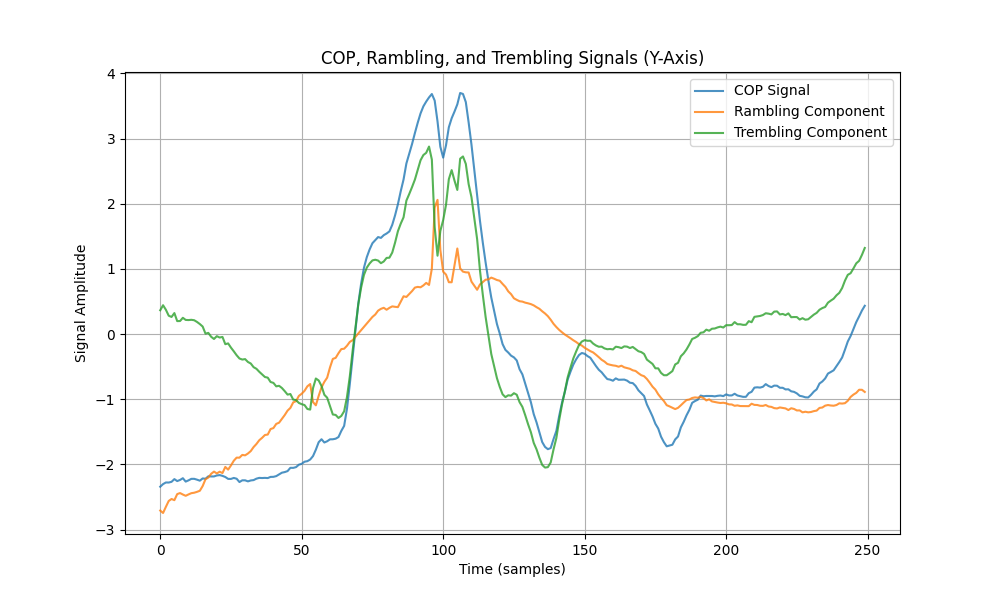 COP, Rambling, and Trembling Signals (Y-Axis)
COP Signal
Rambling Component
Trembling Component
Signal Amplitude
4
3
2
1
0
−1
−2
−3
0 50 100 150 200 250
Time (samples)